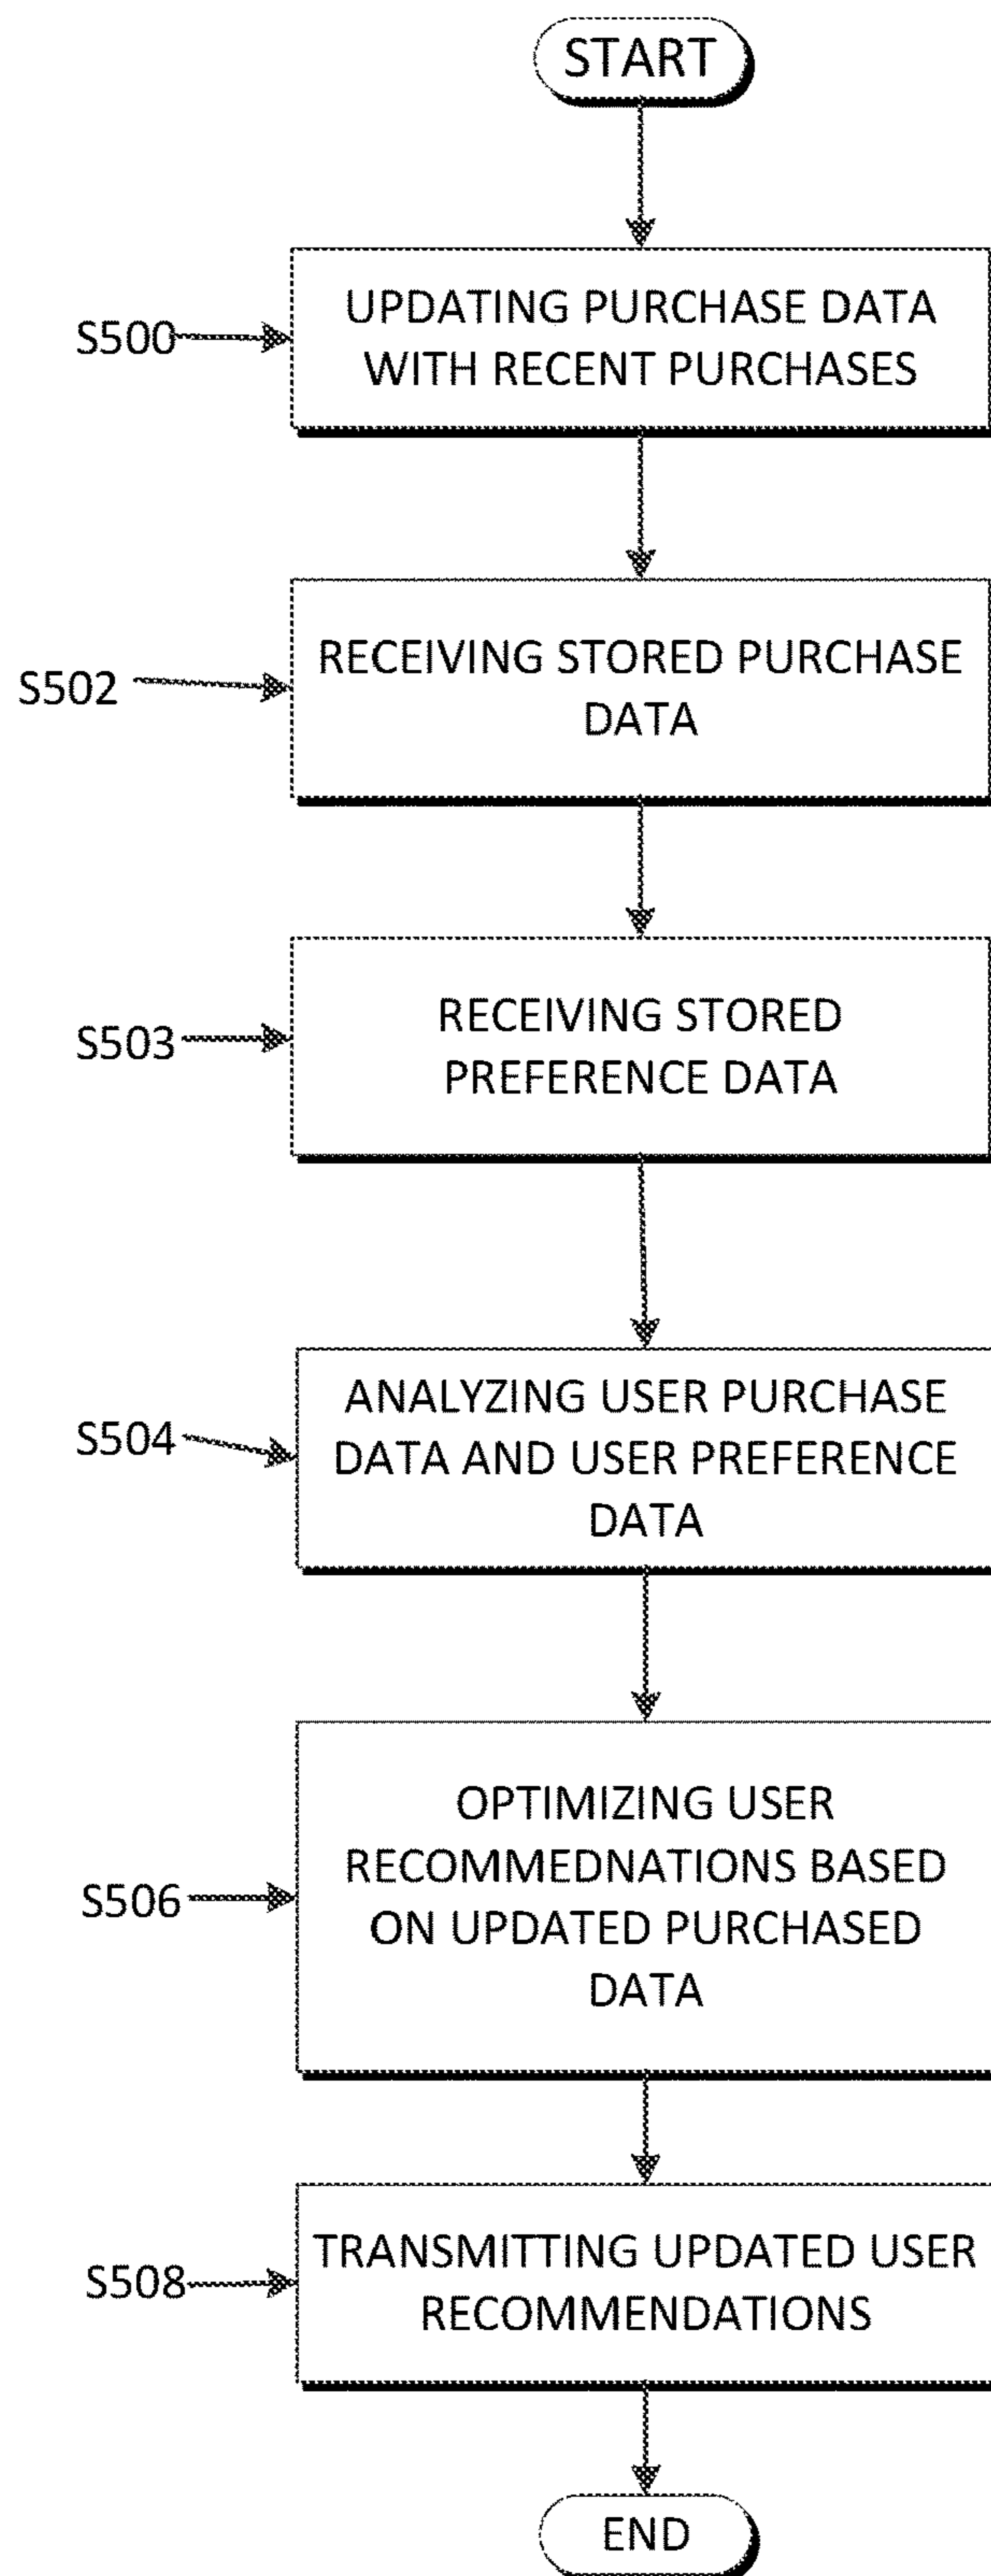 START
S500
UPDATING PURCHASE DATA
WITH RECENT PURCHASES
S502
RECEIVING STORED PURCHASE
DATA
S503
RECEIVING STORED
PREFERENCE DATA
S504
ANALYZING USER PURCHASE
DATA AND USER PREFERENCE
DATA
S506
OPTIMIZING USER
RECOMMEDNATIONS BASED
ON UPDATED PURCHASED
DATA
S508
TRANSMITTING UPDATED USER
RECOMMENDATIONS
END